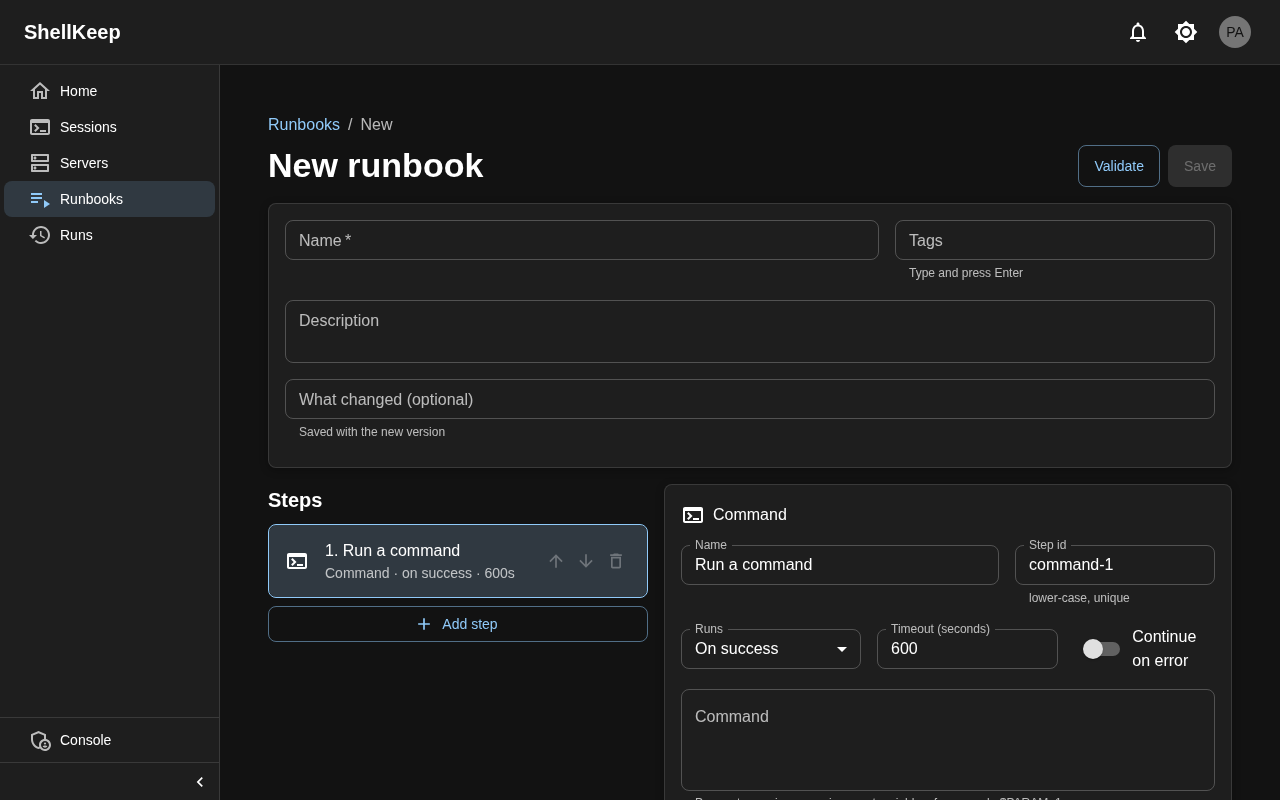 ShellKeep
PA
Home
Sessions
Servers
Runbooks
Runs
Console
Runbooks / New
New runbook
Validate
Save
Name *
Tags
Type and press Enter
Description
What changed (optional)
Saved with the new version
Steps
1. Run a command
Command · on success · 600s
Add step
Command
Name
Run a command
Step id
command-1
lower-case, unique
Runs
On success
Timeout (seconds)
600
Continue
on error
Command